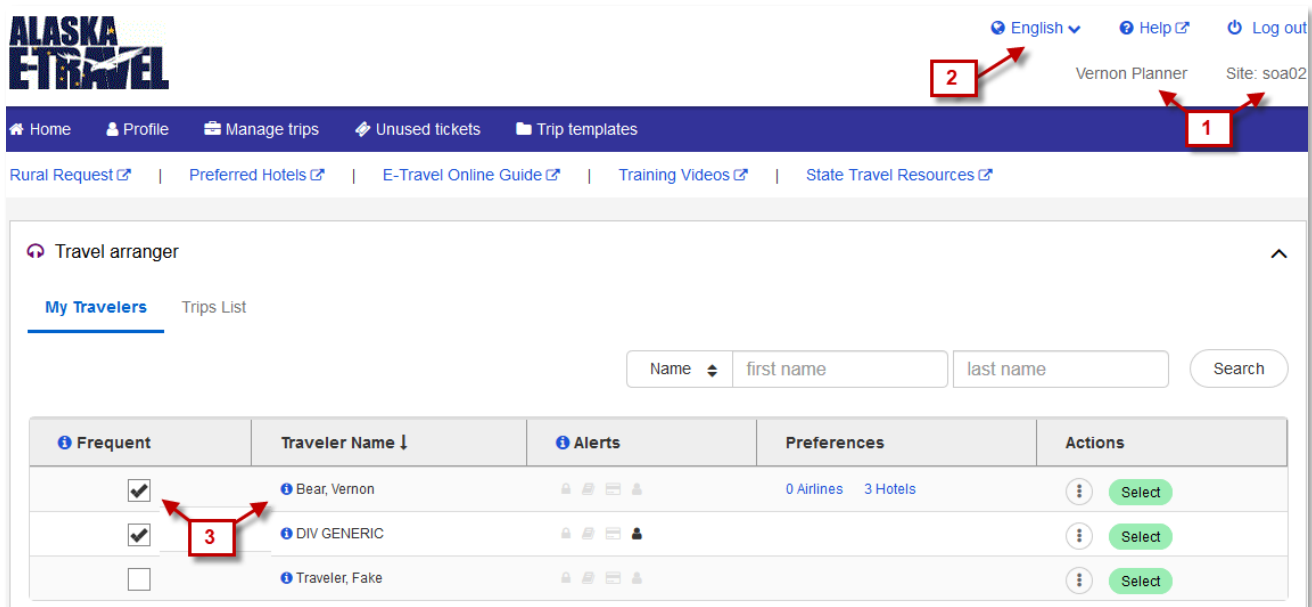 ALASKA
E-TRAVEL
English Help Log out
2
Vernon Planner Site: soa02
1
Home Profile Manage trips Unused tickets Trip templates
Rural Request | Preferred Hotels | E-Travel Online Guide | Training Videos | State Travel Resources
Travel arranger
My Travelers Trips List
Name first name last name Search
Frequent Traveler Name Alerts Preferences Actions
Bear, Vernon 0 Airlines 3 Hotels Select
3
DIV GENERIC Select
Traveler, Fake Select